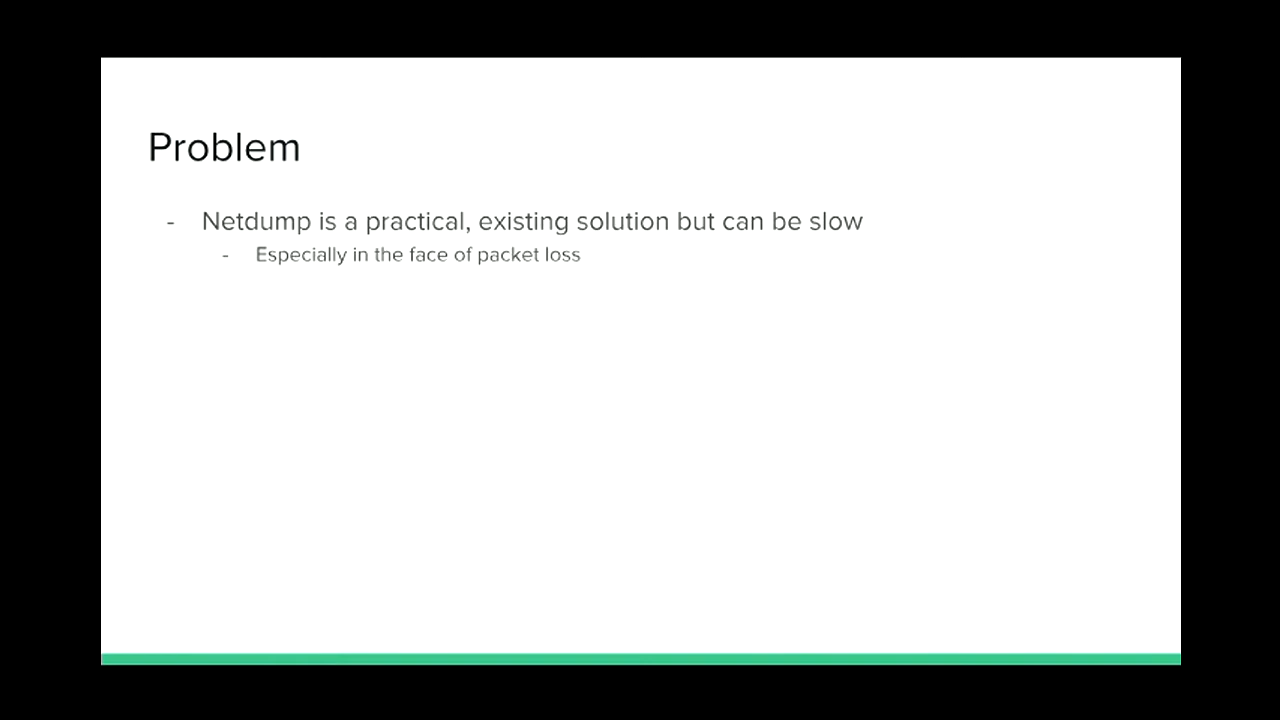 Problem
- Netdump is a practical, existing solution but can be slow
- Especially in the face of packet loss